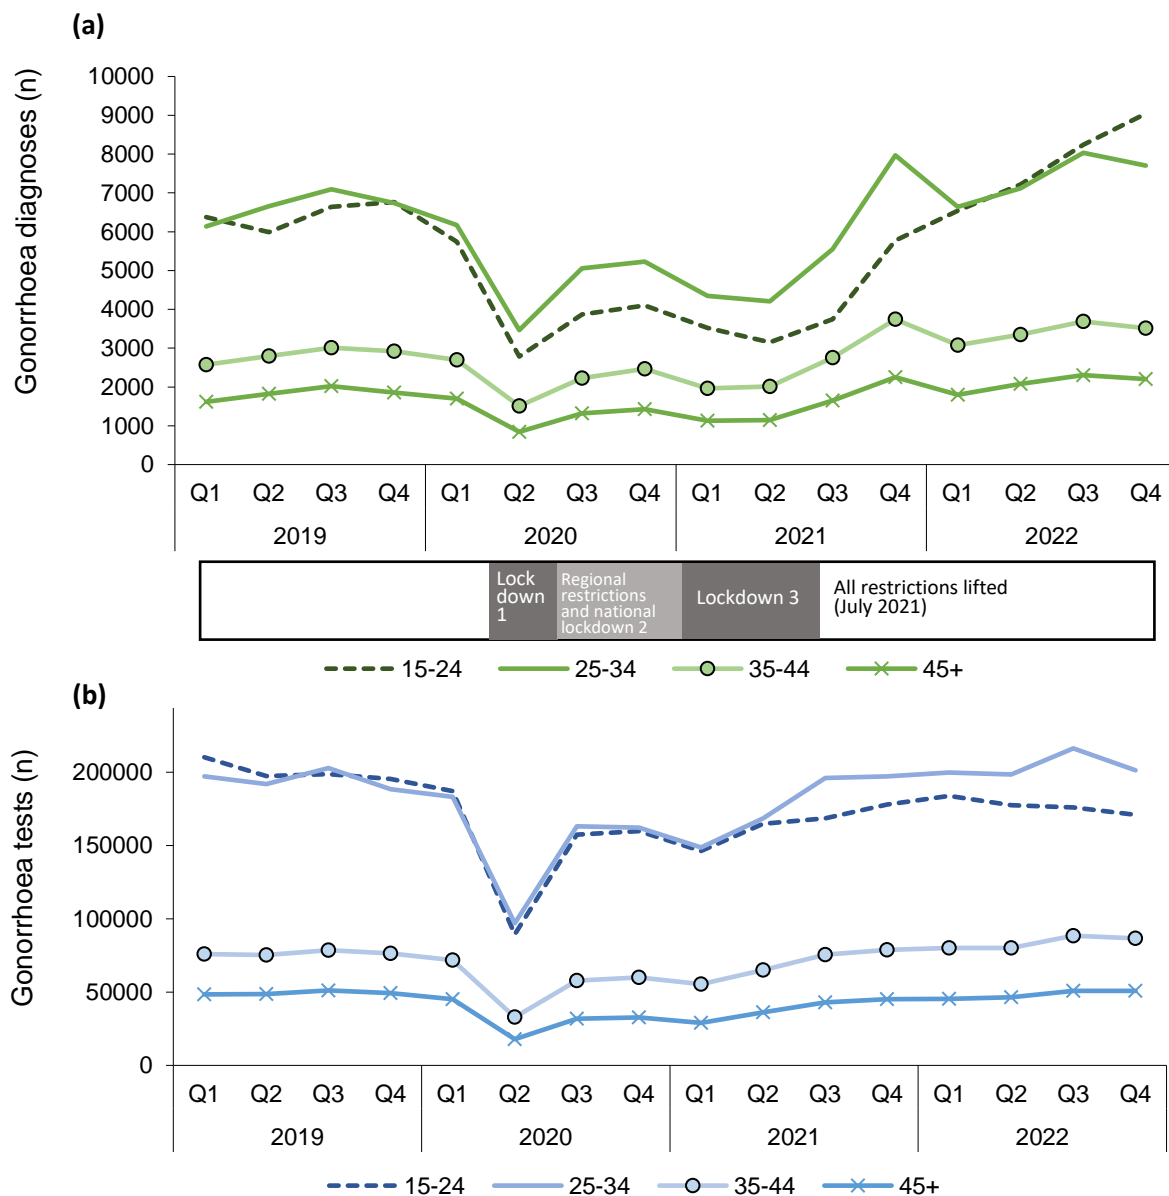 (a)
Gonorrhoea diagnoses (n)
10000
9000
8000
7000
6000
5000
4000
3000
2000
1000
0
Q1 Q2 Q3 Q4 Q1 Q2 Q3 Q4 Q1 Q2 Q3 Q4 Q1 Q2 Q3 Q4
2019 2020 2021 2022
Lock
down
1
Regional
restrictions
and national
lockdown 2
Lockdown 3
All restrictions lifted
(July 2021)
15-24 25-34 35-44 45+
(b)
Gonorrhoea tests (n)
200000
150000
100000
50000
0
Q1 Q2 Q3 Q4 Q1 Q2 Q3 Q4 Q1 Q2 Q3 Q4 Q1 Q2 Q3 Q4
2019 2020 2021 2022
15-24 25-34 35-44 45+